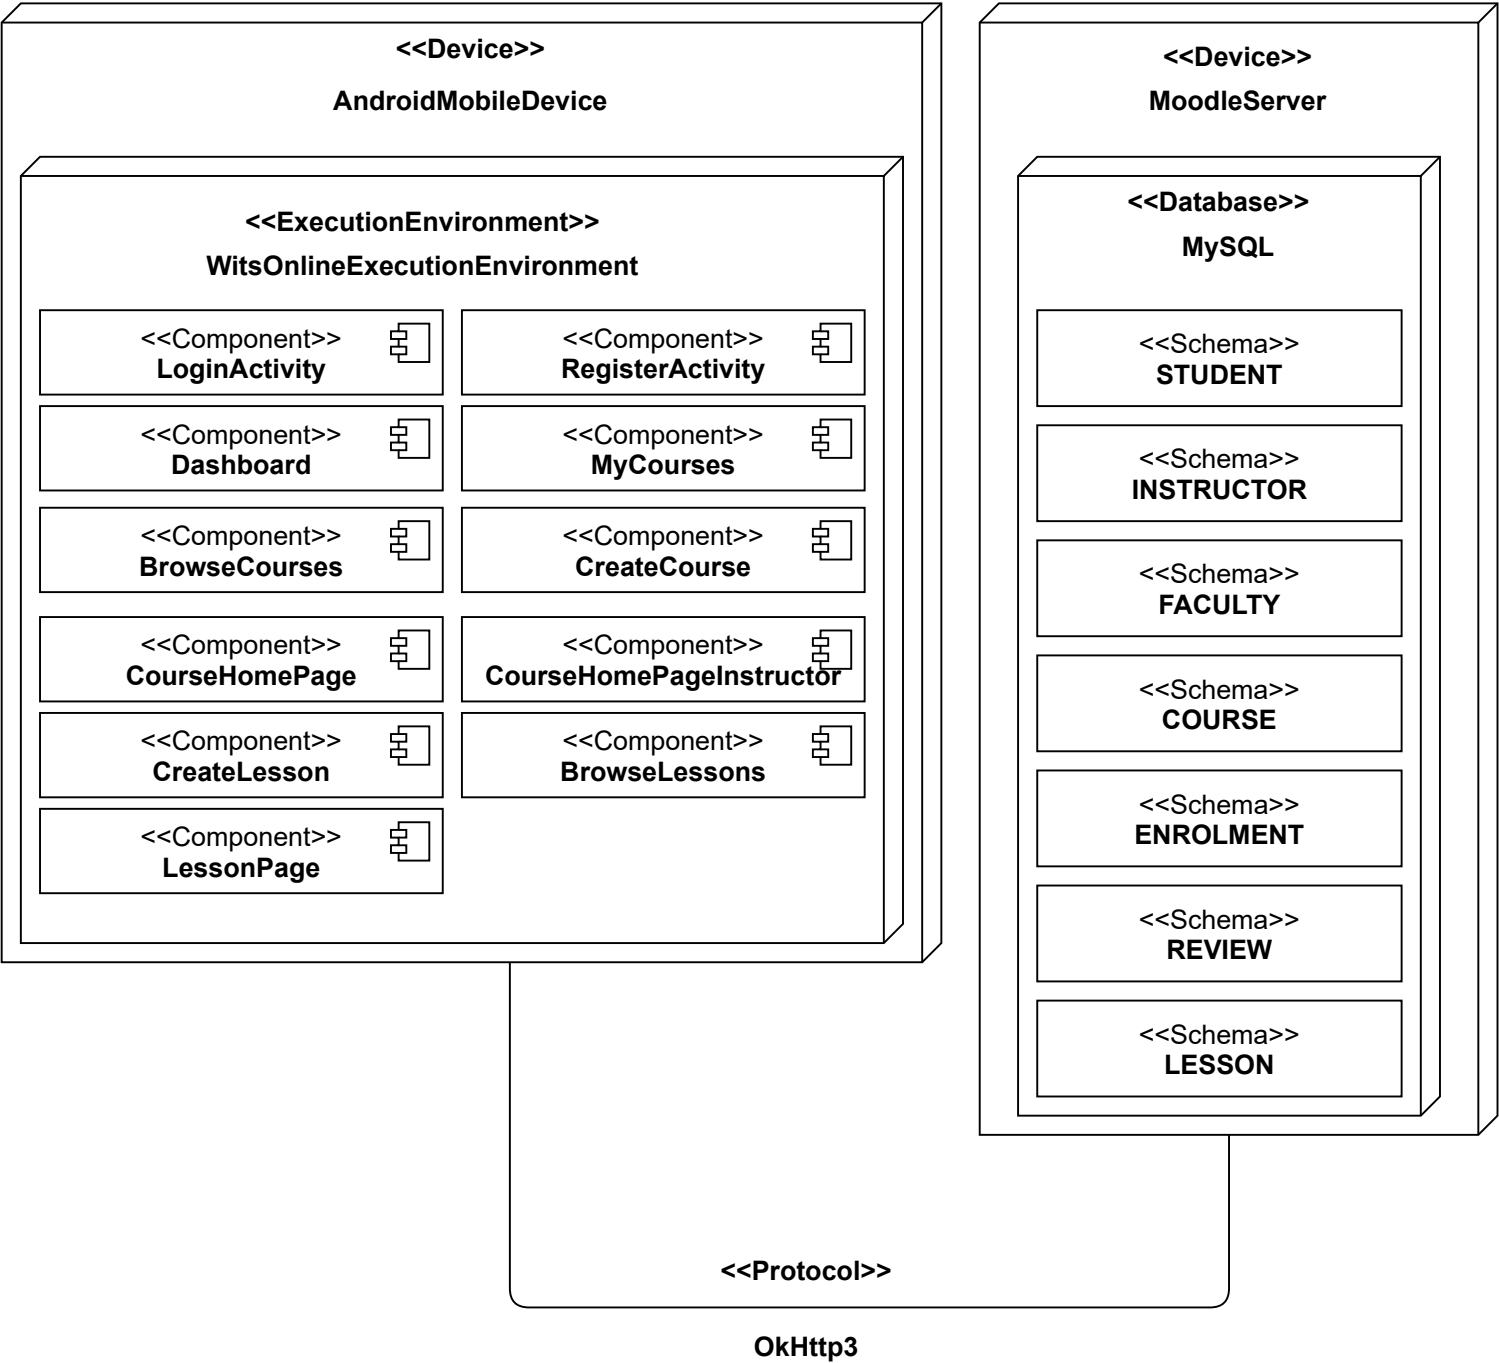 <<Device>>
AndroidMobileDevice
<<ExecutionEnvironment>>
WitsOnlineExecutionEnvironment
<<Component>>
LoginActivity
<<Component>>
RegisterActivity
<<Component>>
Dashboard
<<Component>>
MyCourses
<<Component>>
BrowseCourses
<<Component>>
CreateCourse
<<Component>>
CourseHomePage
<<Component>>
CourseHomePageInstructor
<<Component>>
CreateLesson
<<Component>>
BrowseLessons
<<Component>>
LessonPage
<<Device>>
MoodleServer
<<Database>>
MySQL
<<Schema>>
STUDENT
<<Schema>>
INSTRUCTOR
<<Schema>>
FACULTY
<<Schema>>
COURSE
<<Schema>>
ENROLMENT
<<Schema>>
REVIEW
<<Schema>>
LESSON
<<Protocol>>
OkHttp3